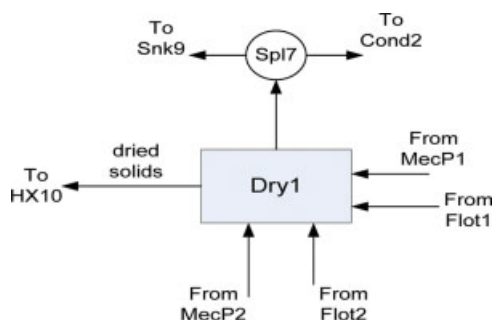 To
Snk9
Spl7
To
Cond2
dried
solids
To
HX10
Dry1
From
MecP1
From
Flot1
From
MecP2
From
Flot2